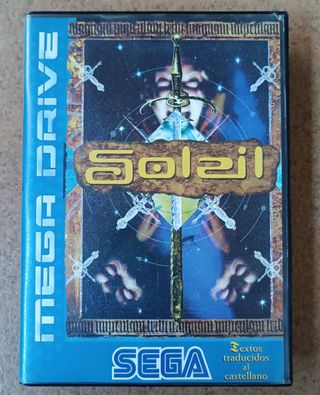 MEGA DRIVE
Soleil
SEGA
Textos
traducidos
al
castellano